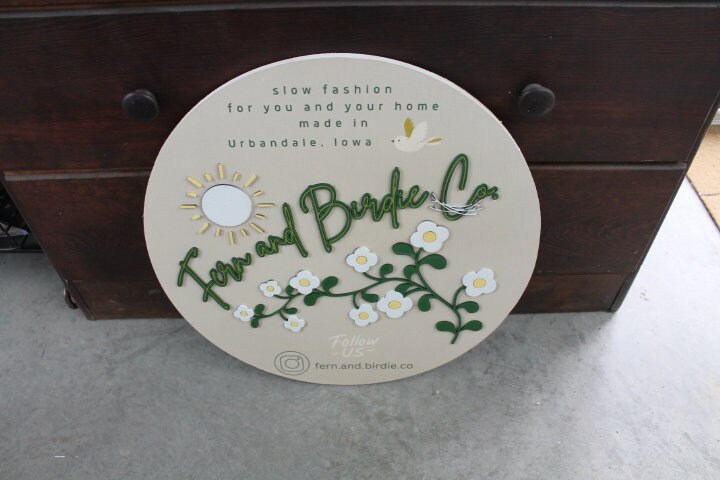 slow fashion
for you and your home
made in
Urbandale, Iowa
Fern and Birdie Co.
Follow
US
fern.and.birdie.co